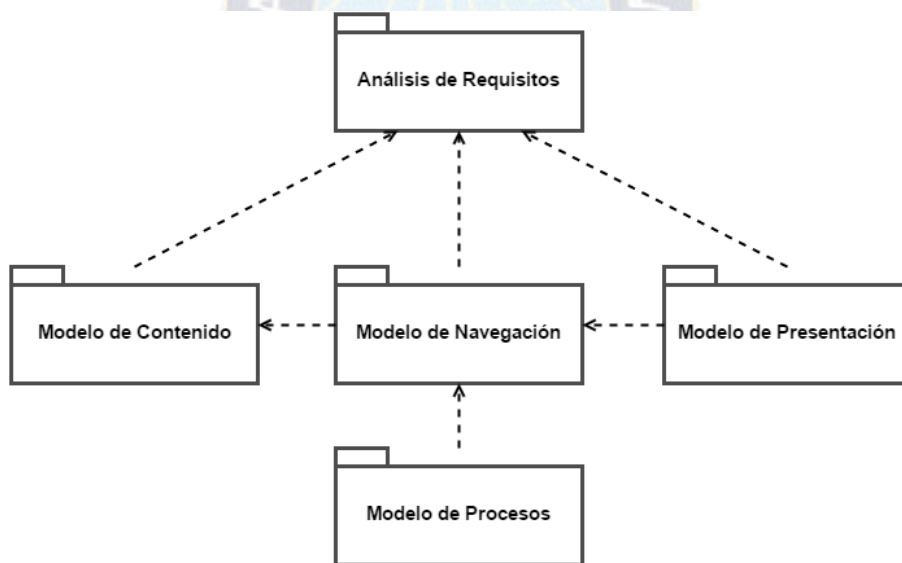 Análisis de Requisitos
Modelo de Contenido
Modelo de Navegación
Modelo de Presentación
Modelo de Procesos